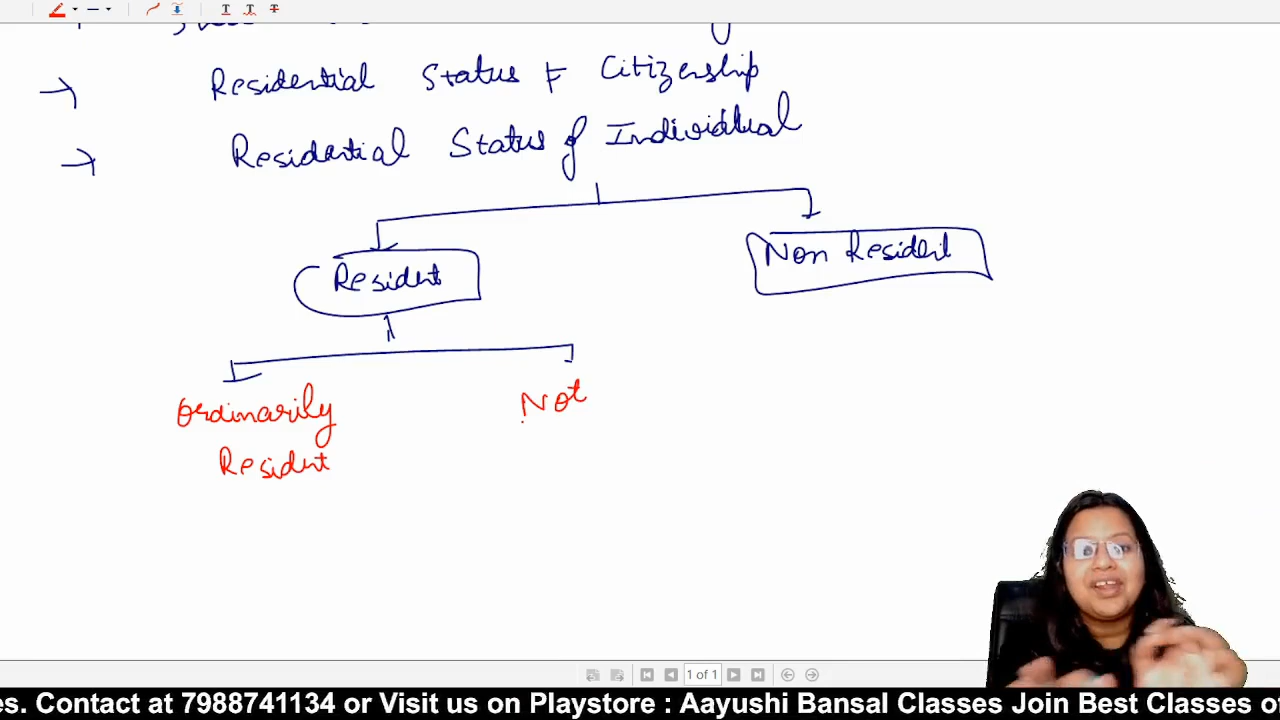 → Residential Status ≠ Citizenship
→ Residential Status of Individual
Resident
Non Resident
Ordinarily
Resident
Not
1 of 1
es. Contact at 7988741134 or Visit us on Playstore : Aayushi Bansal Classes Join Best Classes o